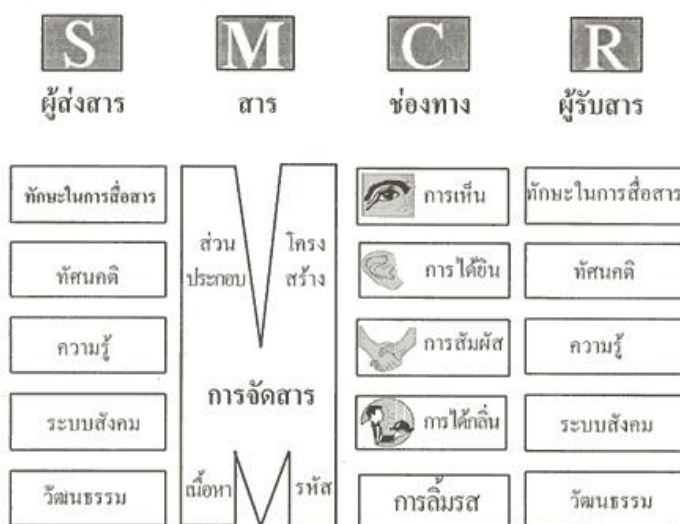 S M C R
ผู้ส่งสาร สาร ช่องทาง ผู้รับสาร
ทักษะในการสื่อสาร
ทัศนคติ
ความรู้
ระบบสังคม
วัฒนธรรม
ส่วน
ประกอบ
โครง
สร้าง
การจัดสาร
เนื้อหา
รหัส
การเห็น
การได้ยิน
การสัมผัส
การได้กลิ่น
การลิ้มรส
ทักษะในการสื่อสาร
ทัศนคติ
ความรู้
ระบบสังคม
วัฒนธรรม